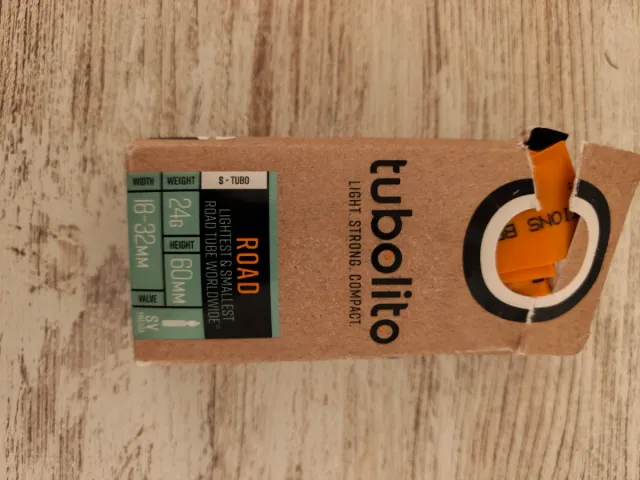 tubolito
LIGHT. STRONG. COMPACT.
S - TUBO
ROAD
LIGHTEST & SMALLEST
ROAD TUBE WORLDWIDE
WEIGHT
24G
HEIGHT
60MM
WIDTH
18-32MM
VALVE
SV
IONS B